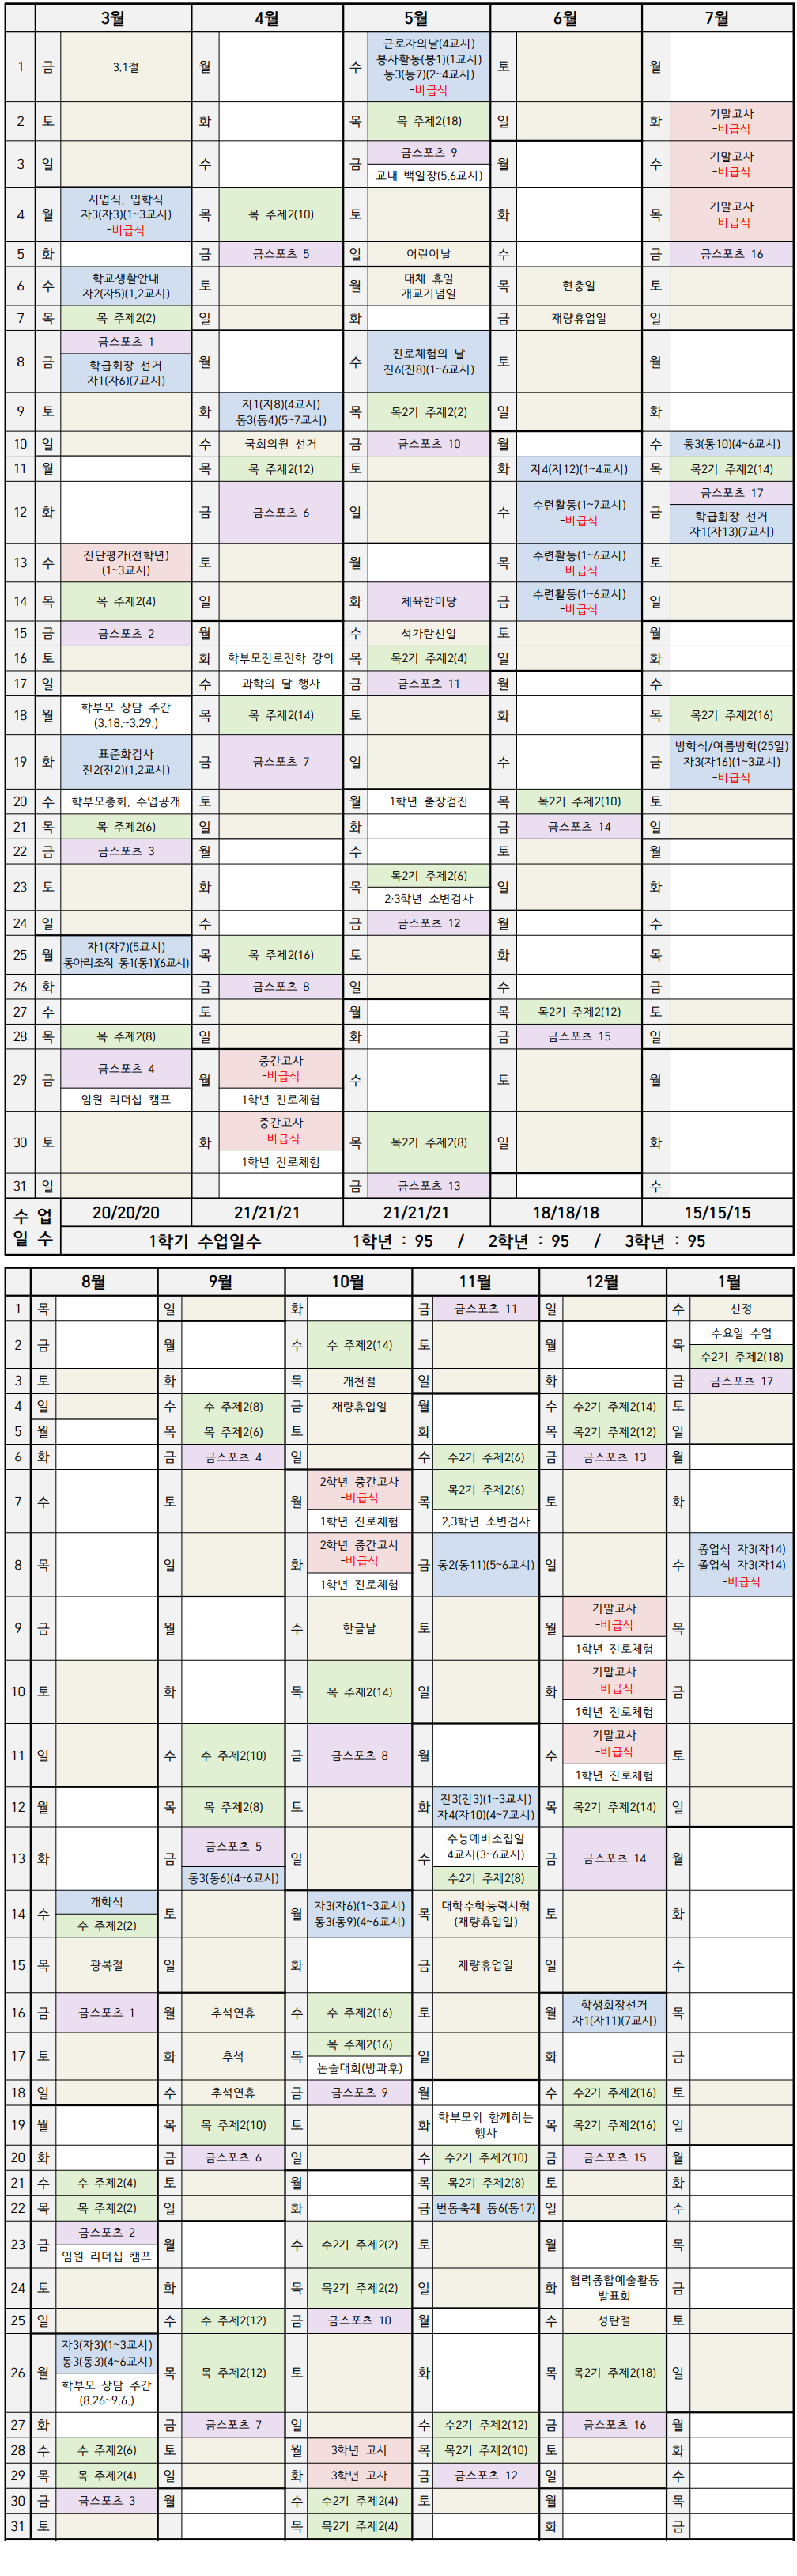 3월 4월 5월 6월 7월
1 금 3.1절 월 수 근로자의날(4교시) 봉사활동(봉1)(1교시) 동3(동7)(2~4교시) -비급식 토 월
2 토 화 목 목 주제2(18) 일 화 기말고사 -비급식
3 일 수 금 금스포츠 9 교내 백일장(5,6교시) 월 수 기말고사 -비급식
4 월 시업식, 입학식 자3(자3)(1~3교시) -비급식 목 목 주제2(10) 토 화 목 기말고사 -비급식
5 화 금 금스포츠 5 일 어린이날 수 금 금스포츠 16
6 수 학교생활안내 자2(자5)(1,2교시) 토 월 대체 휴일 개교기념일 목 현충일 토
7 목 목 주제2(2) 일 화 금 재량휴업일 일
8 금 금스포츠 1 학급회장 선거 자1(자6)(7교시) 월 수 진로체험의 날 진6(진8)(1~6교시) 토 월
9 토 화 자1(자8)(4교시) 동3(동4)(5~7교시) 목 목2기 주제2(2) 일 화
10 일 수 국회의원 선거 금 금스포츠 10 월 수 동3(동10)(4~6교시)
11 월 목 목 주제2(12) 토 화 자4(자12)(1~4교시) 목 목2기 주제2(14)
12 화 금 금스포츠 6 일 수 수련활동(1~7교시) -비급식 금 금스포츠 17 학급회장 선거 자1(자13)(7교시)
13 수 진단평가(전학년) (1~3교시) 토 월 목 수련활동(1~6교시) -비급식 토
14 목 목 주제2(4) 일 화 체육한마당 금 수련활동(1~6교시) -비급식 일
15 금 금스포츠 2 월 수 석가탄신일 토 월
16 토 화 학부모진로진학 강의 목 목2기 주제2(4) 일 화
17 일 수 과학의 달 행사 금 금스포츠 11 월 수
18 월 학부모 상담 주간 (3.18.~3.29.) 목 목 주제2(14) 토 화 목 목2기 주제2(16)
19 화 표준화검사 진2(진2)(1,2교시) 금 금스포츠 7 일 수 금 방학식/여름방학(25일) 자3(자16)(1~3교시) -비급식
20 수 학부모총회, 수업공개 토 월 1학년 출장검진 목 목2기 주제2(10) 토
21 목 목 주제2(6) 일 화 금 금스포츠 14 일
22 금 금스포츠 3 월 수 토 월
23 토 화 목 목2기 주제2(6) 2·3학년 소변검사 일 화
24 일 수 금 금스포츠 12 월 수
25 월 자1(자7)(5교시) 동아리조직 동1(동1)(6교시) 목 목 주제2(16) 토 화 목
26 화 금 금스포츠 8 일 수 금
27 수 토 월 목 목2기 주제2(12) 토
28 목 목 주제2(8) 일 화 금 금스포츠 15 일
29 금 금스포츠 4 임원 리더십 캠프 월 중간고사 -비급식 1학년 진로체험 수 토 월
30 토 화 중간고사 -비급식 1학년 진로체험 목 목2기 주제2(8) 일 화
31 일 금 금스포츠 13 수
수 업 일 수 20/20/20 21/21/21 21/21/21 18/18/18 15/15/15
1학기 수업일수 1학년 : 95 / 2학년 : 95 / 3학년 : 95
8월 9월 10월 11월 12월 1월
1 목 일 화 금 금스포츠 11 일 수 신정
2 금 월 수 수 주제2(14) 토 월 목 수요일 수업 수2기 주제2(18)
3 토 화 목 개천절 일 화 금 금스포츠 17
4 일 수 수 주제2(8) 금 재량휴업일 월 수 수2기 주제2(14) 토
5 월 목 목 주제2(6) 토 화 목 목2기 주제2(12) 일
6 화 금 금스포츠 4 일 수 수2기 주제2(6) 금 금스포츠 13 월
7 수 토 월 2학년 중간고사 -비급식 1학년 진로체험 목 목2기 주제2(6) 2,3학년 소변검사 토 화
8 목 일 화 2학년 중간고사 -비급식 1학년 진로체험 금 동2(동11)(5~6교시) 일 수 종업식 자3(자14) 졸업식 자3(자14) -비급식
9 금 월 수 한글날 토 월 기말고사 -비급식 1학년 진로체험 목
10 토 화 목 목 주제2(14) 일 화 기말고사 -비급식 1학년 진로체험 금
11 일 수 수 주제2(10) 금 금스포츠 8 월 수 기말고사 -비급식 1학년 진로체험 토
12 월 목 목 주제2(8) 토 화 진3(진3)(1~3교시) 자4(자10)(4~7교시) 목 목2기 주제2(14) 일
13 화 금 금스포츠 5 동3(동6)(4~6교시) 일 수 수능예비소집일 4교시(3~6교시) 수2기 주제2(8) 금 금스포츠 14 월
14 수 개학식 수 주제2(2) 토 월 자3(자6)(1~3교시) 동3(동9)(4~6교시) 목 대학수학능력시험 (재량휴업일) 토 화
15 목 광복절 일 화 금 재량휴업일 일 수
16 금 금스포츠 1 월 추석연휴 수 수 주제2(16) 토 월 학생회장선거 자1(자11)(7교시) 목
17 토 화 추석 목 목 주제2(16) 논술대회(방과후) 일 화 금
18 일 수 추석연휴 금 금스포츠 9 월 수 수2기 주제2(16) 토
19 월 목 목 주제2(10) 토 화 학부모와 함께하는 행사 목 목2기 주제2(16) 일
20 화 금 금스포츠 6 일 수 수2기 주제2(10) 금 금스포츠 15 월
21 수 수 주제2(4) 토 월 목 목2기 주제2(8) 토 화
22 목 목 주제2(2) 일 화 금 번동축제 동6(동17) 일 수
23 금 금스포츠 2 임원 리더십 캠프 월 수 수2기 주제2(2) 토 월 목
24 토 화 목 목2기 주제2(2) 일 화 협력종합예술활동 발표회 금
25 일 수 수 주제2(12) 금 금스포츠 10 월 수 성탄절 토
26 월 자3(자3)(1~3교시) 동3(동3)(4~6교시) 학부모 상담 주간 (8.26~9.6.) 목 목 주제2(12) 토 화 목 목2기 주제2(18) 일
27 화 금 금스포츠 7 일 수 수2기 주제2(12) 금 금스포츠 16 월
28 수 수 주제2(6) 토 월 3학년 고사 목 목2기 주제2(10) 토 화
29 목 목 주제2(4) 일 화 3학년 고사 금 금스포츠 12 일 수
30 금 금스포츠 3 월 수 수2기 주제2(4) 토 월 목
31 토 목 목2기 주제2(4) 화 금